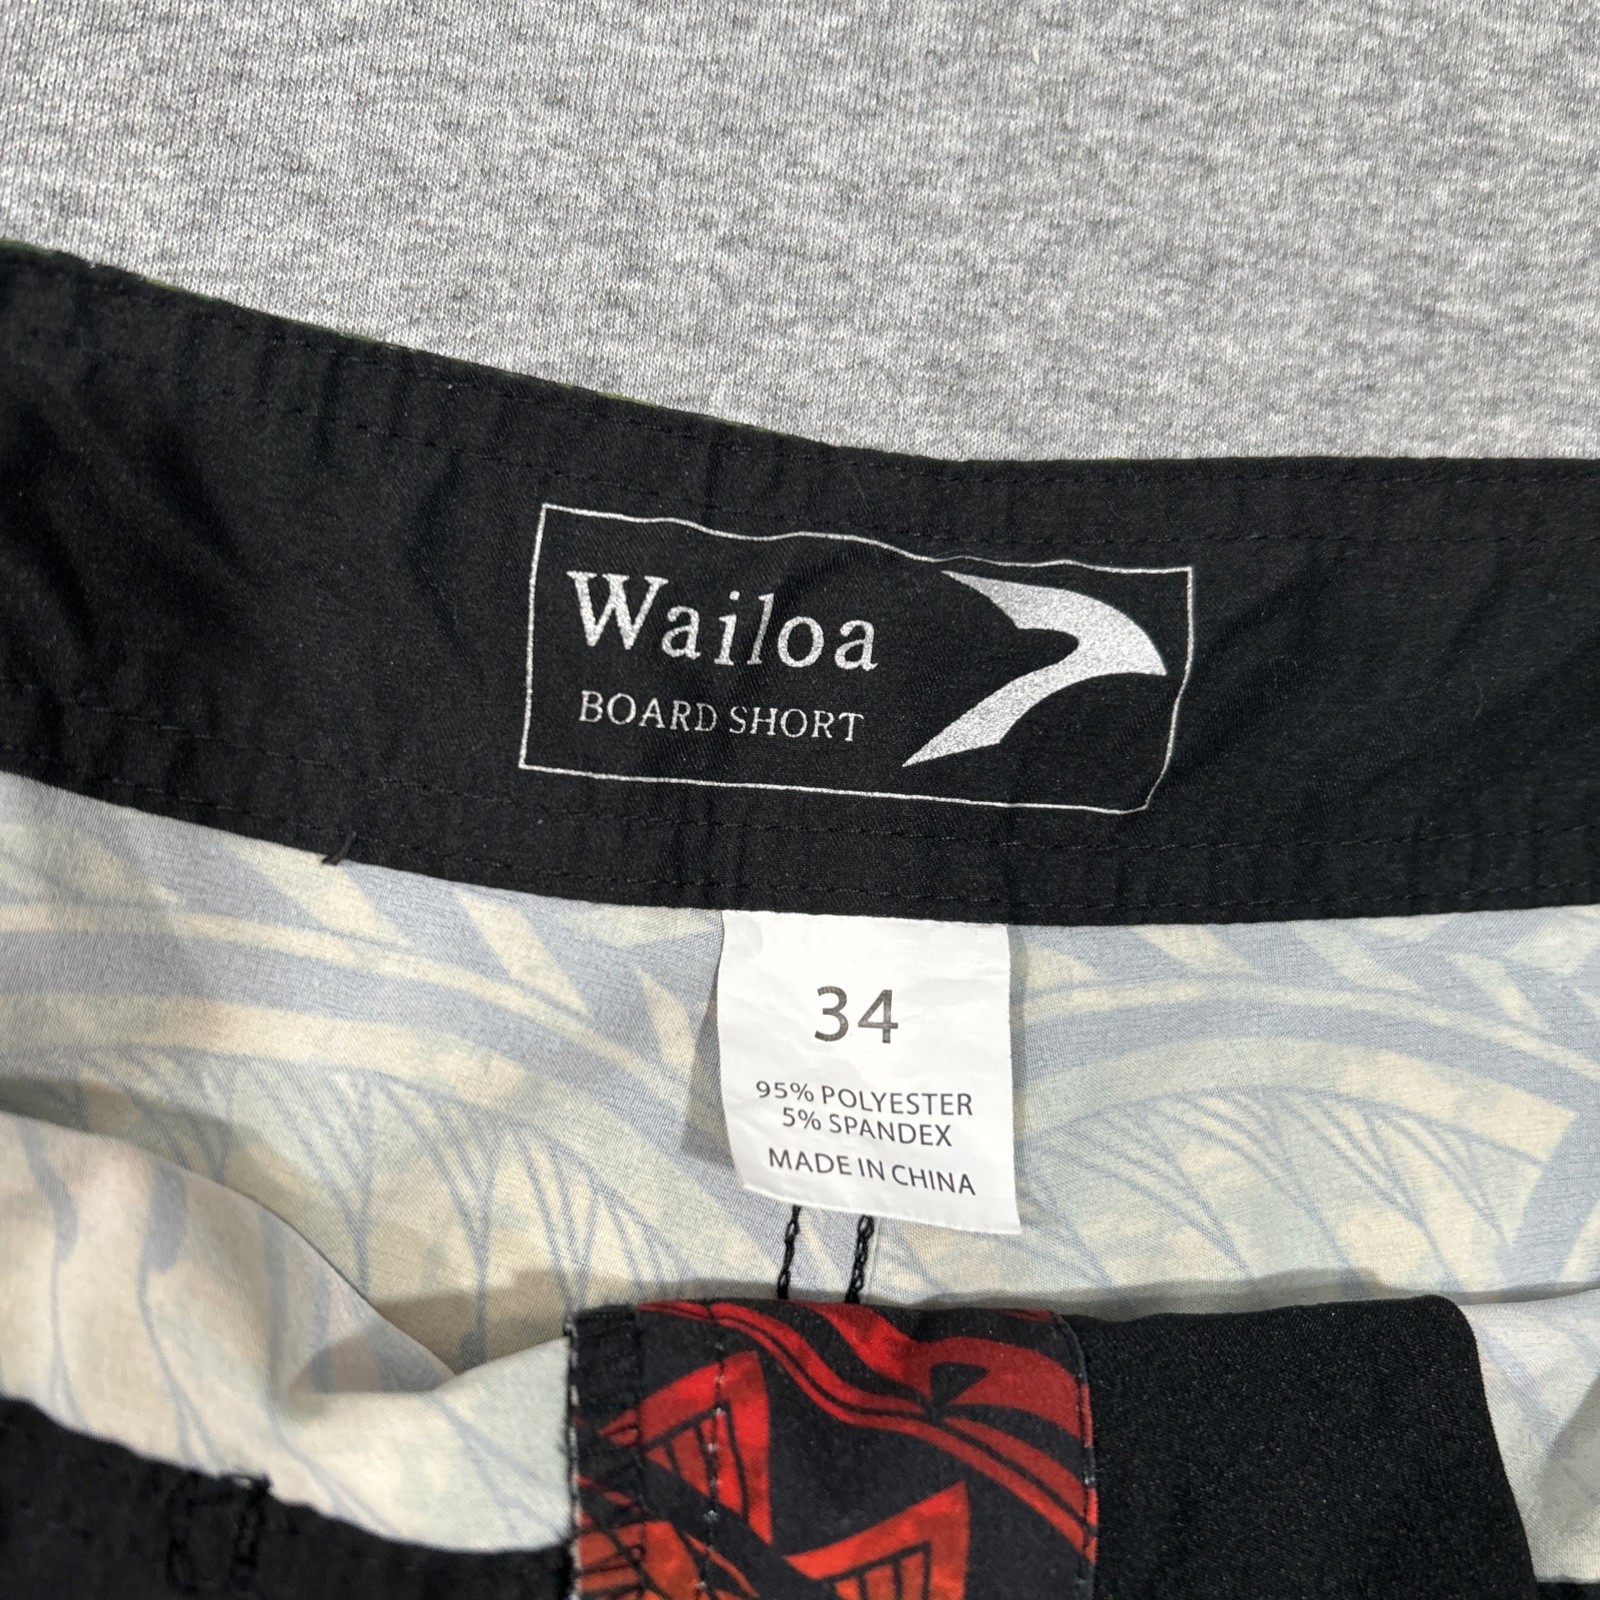 Wailoa
BOARD SHORT
34
95% POLYESTER
5% SPANDEX
MADE IN CHINA